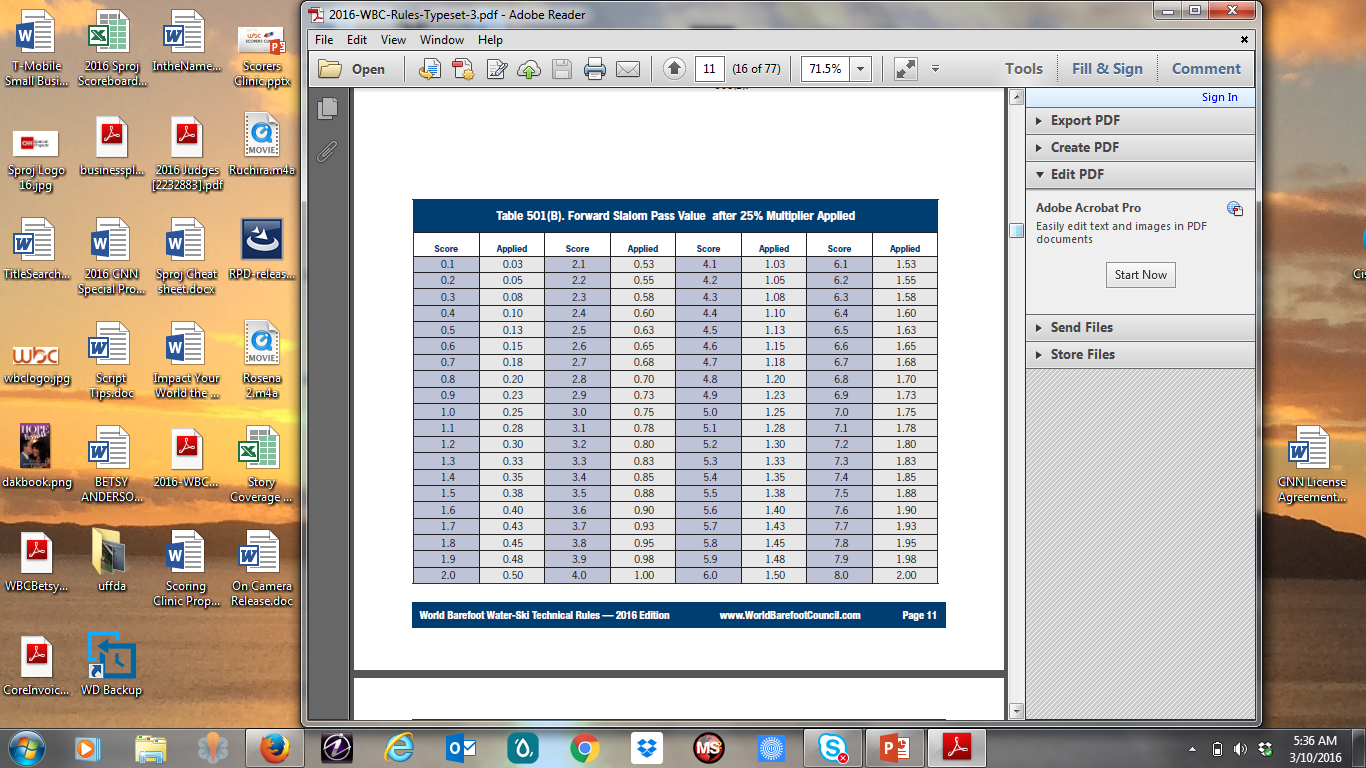 2016-WBC-Rules-Typeset-3.pdf - Adobe Reader
File Edit View Window Help
Open 11 (16 of 77) 71.5% Tools Fill & Sign Comment
Sign In
Export PDF
Create PDF
Edit PDF
Adobe Acrobat Pro
Easily edit text and images in PDF
documents
Start Now
Send Files
Store Files
Table 501(B). Forward Slalom Pass Value after 25% Multiplier Applied
Score Applied Score Applied Score Applied Score Applied
0.1 0.03 2.1 0.53 4.1 1.03 6.1 1.53
0.2 0.05 2.2 0.55 4.2 1.05 6.2 1.55
0.3 0.08 2.3 0.58 4.3 1.08 6.3 1.58
0.4 0.10 2.4 0.60 4.4 1.10 6.4 1.60
0.5 0.13 2.5 0.63 4.5 1.13 6.5 1.63
0.6 0.15 2.6 0.65 4.6 1.15 6.6 1.65
0.7 0.18 2.7 0.68 4.7 1.18 6.7 1.68
0.8 0.20 2.8 0.70 4.8 1.20 6.8 1.70
0.9 0.23 2.9 0.73 4.9 1.23 6.9 1.73
1.0 0.25 3.0 0.75 5.0 1.25 7.0 1.75
1.1 0.28 3.1 0.78 5.1 1.28 7.1 1.78
1.2 0.30 3.2 0.80 5.2 1.30 7.2 1.80
1.3 0.33 3.3 0.83 5.3 1.33 7.3 1.83
1.4 0.35 3.4 0.85 5.4 1.35 7.4 1.85
1.5 0.38 3.5 0.88 5.5 1.38 7.5 1.88
1.6 0.40 3.6 0.90 5.6 1.40 7.6 1.90
1.7 0.43 3.7 0.93 5.7 1.43 7.7 1.93
1.8 0.45 3.8 0.95 5.8 1.45 7.8 1.95
1.9 0.48 3.9 0.98 5.9 1.48 7.9 1.98
2.0 0.50 4.0 1.00 6.0 1.50 8.0 2.00
World Barefoot Water-Ski Technical Rules — 2016 Edition www.WorldBarefootCouncil.com Page 11
T-Mobile
Small Busi...
2016 Sproj
Scoreboard...
IntheName...
Scorers
Clinic.pptx
Sproj Logo
16.jpg
businesspl...
2016 Judges
[2232883].pdf
MOVIE
Ruchira.m4a
TitleSearch...
2016 CNN
Special Pro...
Sproj Cheat
sheet.docx
RPD-releas...
wbc
wbclogo.jpg
Script
Tips.doc
Impact Your
World the ...
MOVIE
Rosena
2.m4a
dakbook.png
BETSY
ANDERSO...
2016-WBC...
Story
Coverage ...
WBCBetsy...
uffda
Scoring
Clinic Prop...
On Camera
Release.doc
CoreInvoic...
WD Backup
Cis
CNN License
Agreement...
5:36 AM
3/10/2016